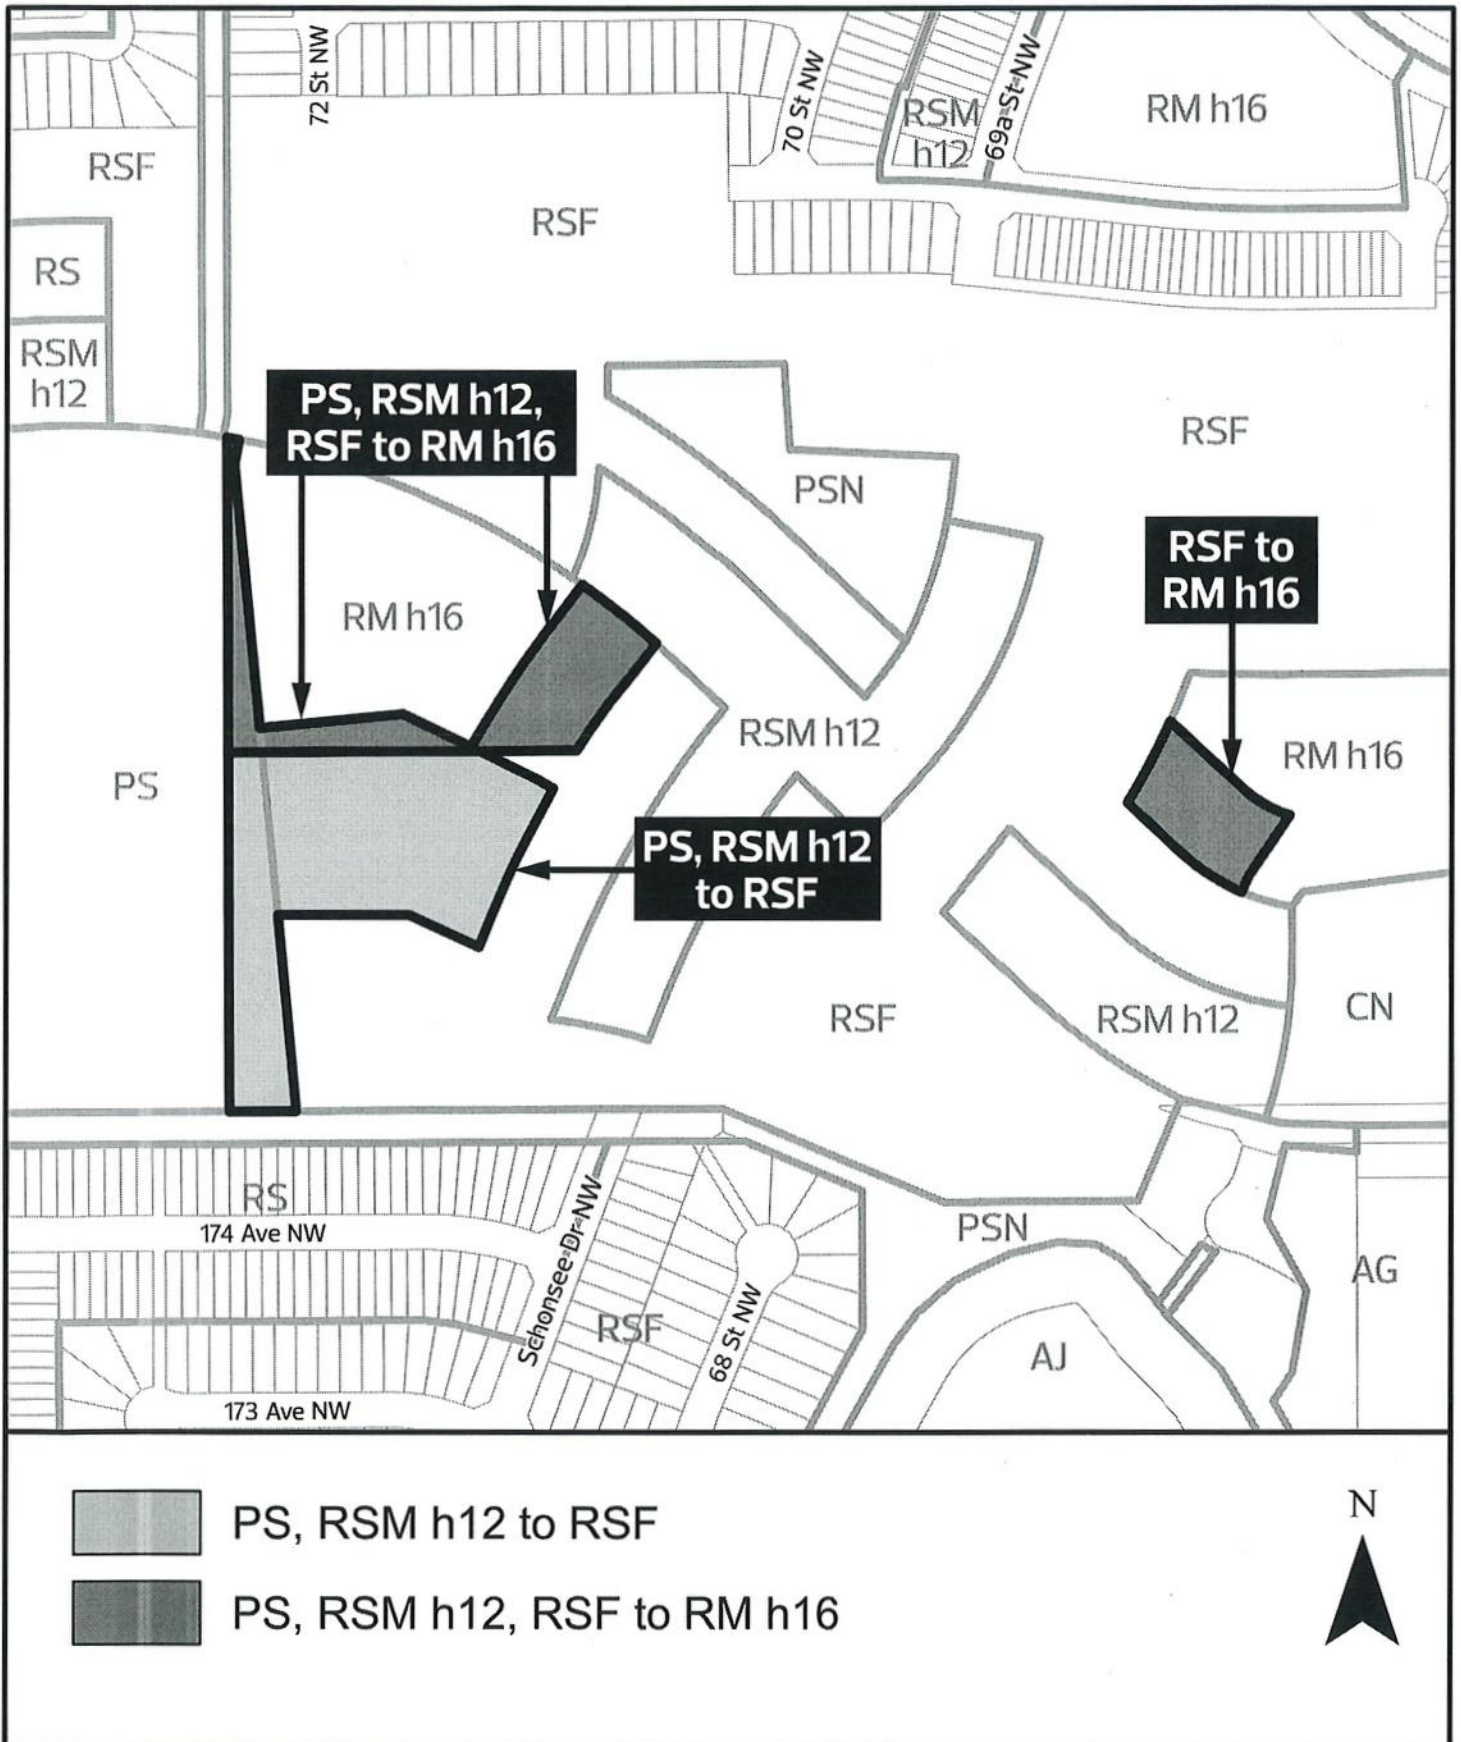 72 St NW
70 St NW
69a St NW
RSM
h12
RM h16
RSF
RSF
RS
RSM
h12
PS, RSM h12,
RSF to RM h16
PSN
RSF
RSF to
RM h16
RM h16
RSM h12
RM h16
PS
PS, RSM h12
to RSF
RSF
RSM h12
CN
RS
174 Ave NW
Schonsee Dr NW
PSN
AG
RSF
68 St NW
AJ
173 Ave NW
PS, RSM h12 to RSF
PS, RSM h12, RSF to RM h16
N